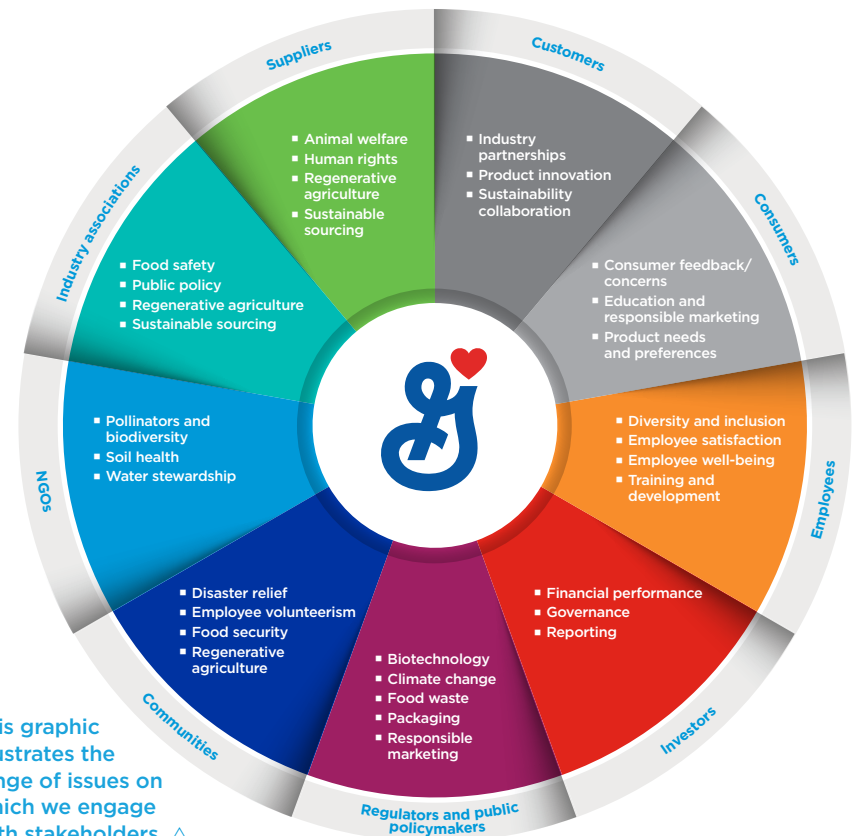 Suppliers
Customers
▪ Animal welfare
▪ Human rights
▪ Regenerative
agriculture
▪ Sustainable
sourcing
▪ Industry
partnerships
▪ Product innovation
▪ Sustainability
collaboration
Industry associations
▪ Food safety
▪ Public policy
▪ Regenerative agriculture
▪ Sustainable sourcing
Consumers
▪ Consumer feedback/
concerns
▪ Education and
responsible marketing
▪ Product needs
and preferences
NGOs
▪ Pollinators and
biodiversity
▪ Soil health
▪ Water stewardship
Employees
▪ Diversity and inclusion
▪ Employee satisfaction
▪ Employee well-being
▪ Training and
development
Communities
▪ Disaster relief
▪ Employee volunteerism
▪ Food security
▪ Regenerative
agriculture
Regulators and public
policymakers
▪ Biotechnology
▪ Climate change
▪ Food waste
▪ Packaging
▪ Responsible
marketing
Investors
▪ Financial performance
▪ Governance
▪ Reporting
G
is graphic
ustrates the
nge of issues on
hich we engage
th stakeholders. △